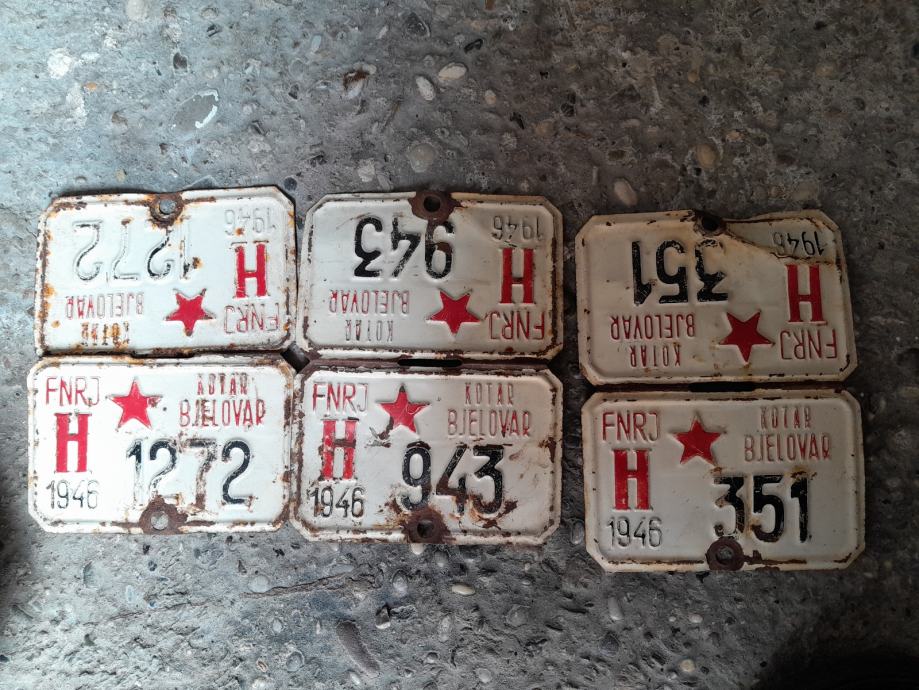 1272
1946
H
KOTAR
BJELOVAR
FNRJ
943
1946
H
KOTAR
BJELOVAR
FNRJ
351
1946
H
KOTAR
BJELOVAR
FNRJ
FNRJ
KOTAR
BJELOVAR
H
1272
1946
FNRJ
KOTAR
BJELOVAR
H
943
1946
FNRJ
KOTAR
BJELOVAR
H
351
1946